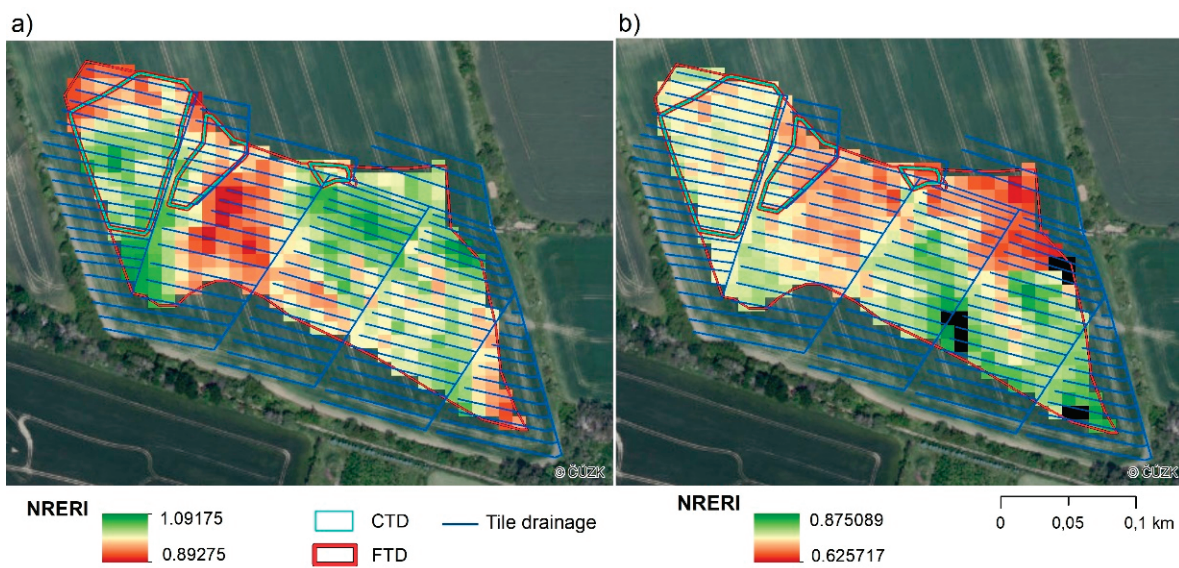 a)
b)
© ČÚZK
© ČÚZK
NRERI
1.09175
0.89275
CTD
FTD
Tile drainage
NRERI
0.875089
0.625717
0 0,05 0,1 km